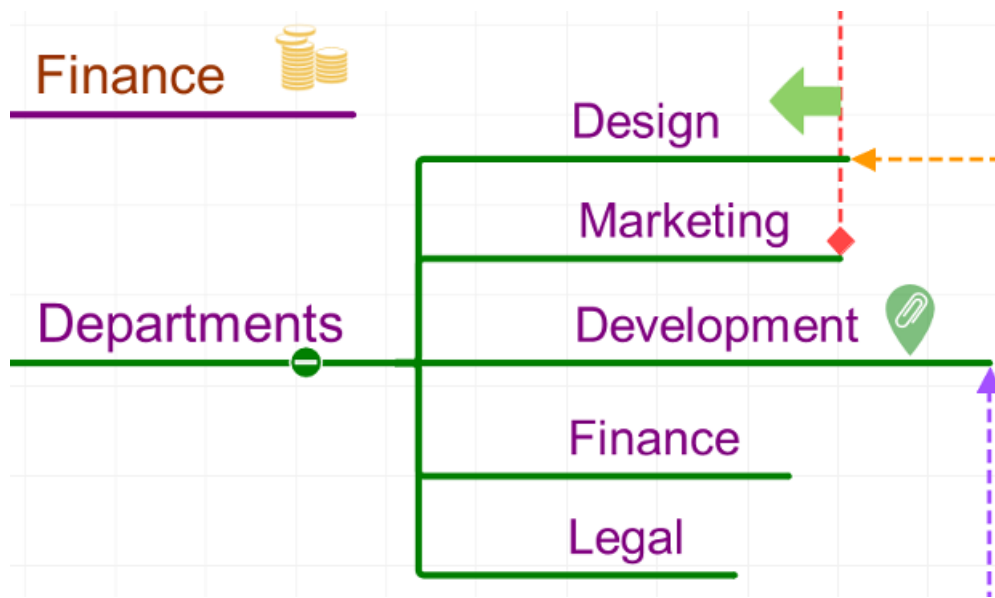 Finance
Design
Marketing
Departments
Development
Finance
Legal